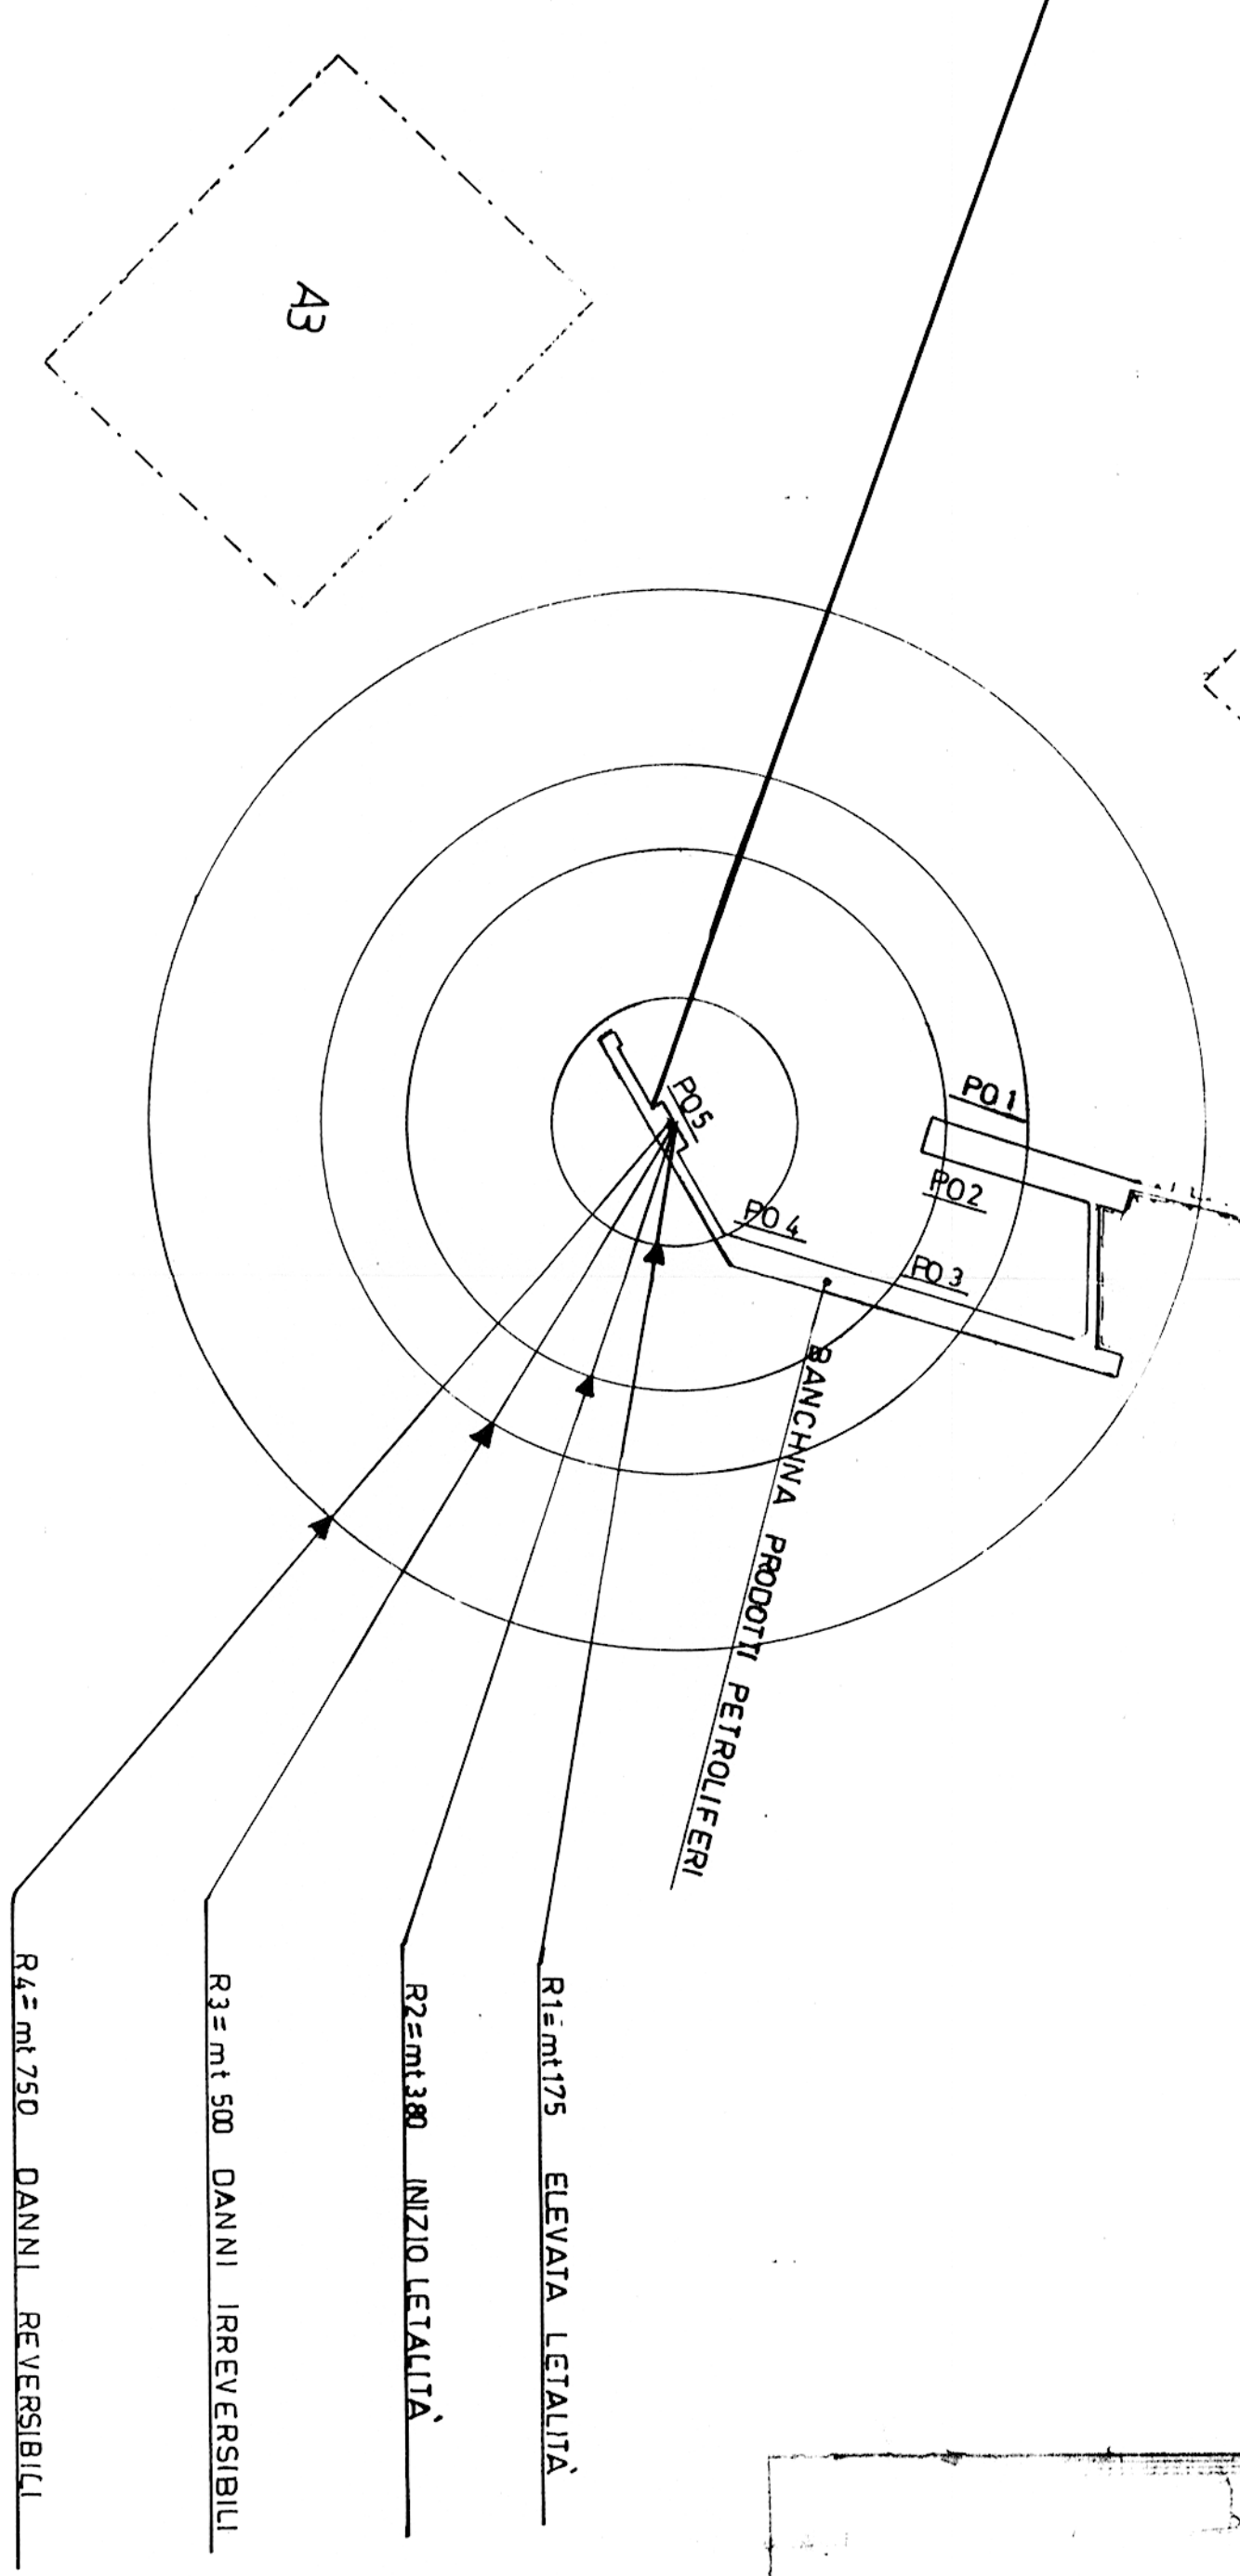 A3
PO1
PO2
PO3
PO4
PO5
BANCHINA PRODOTTI PETROLIFERI
R1=mt175 ELEVATA LETALITÀ
R2=mt380 INIZIO LETALITÀ
R3=mt 500 DANNI IRREVERSIBILI
R4=mt 750 DANNI REVERSIBILI